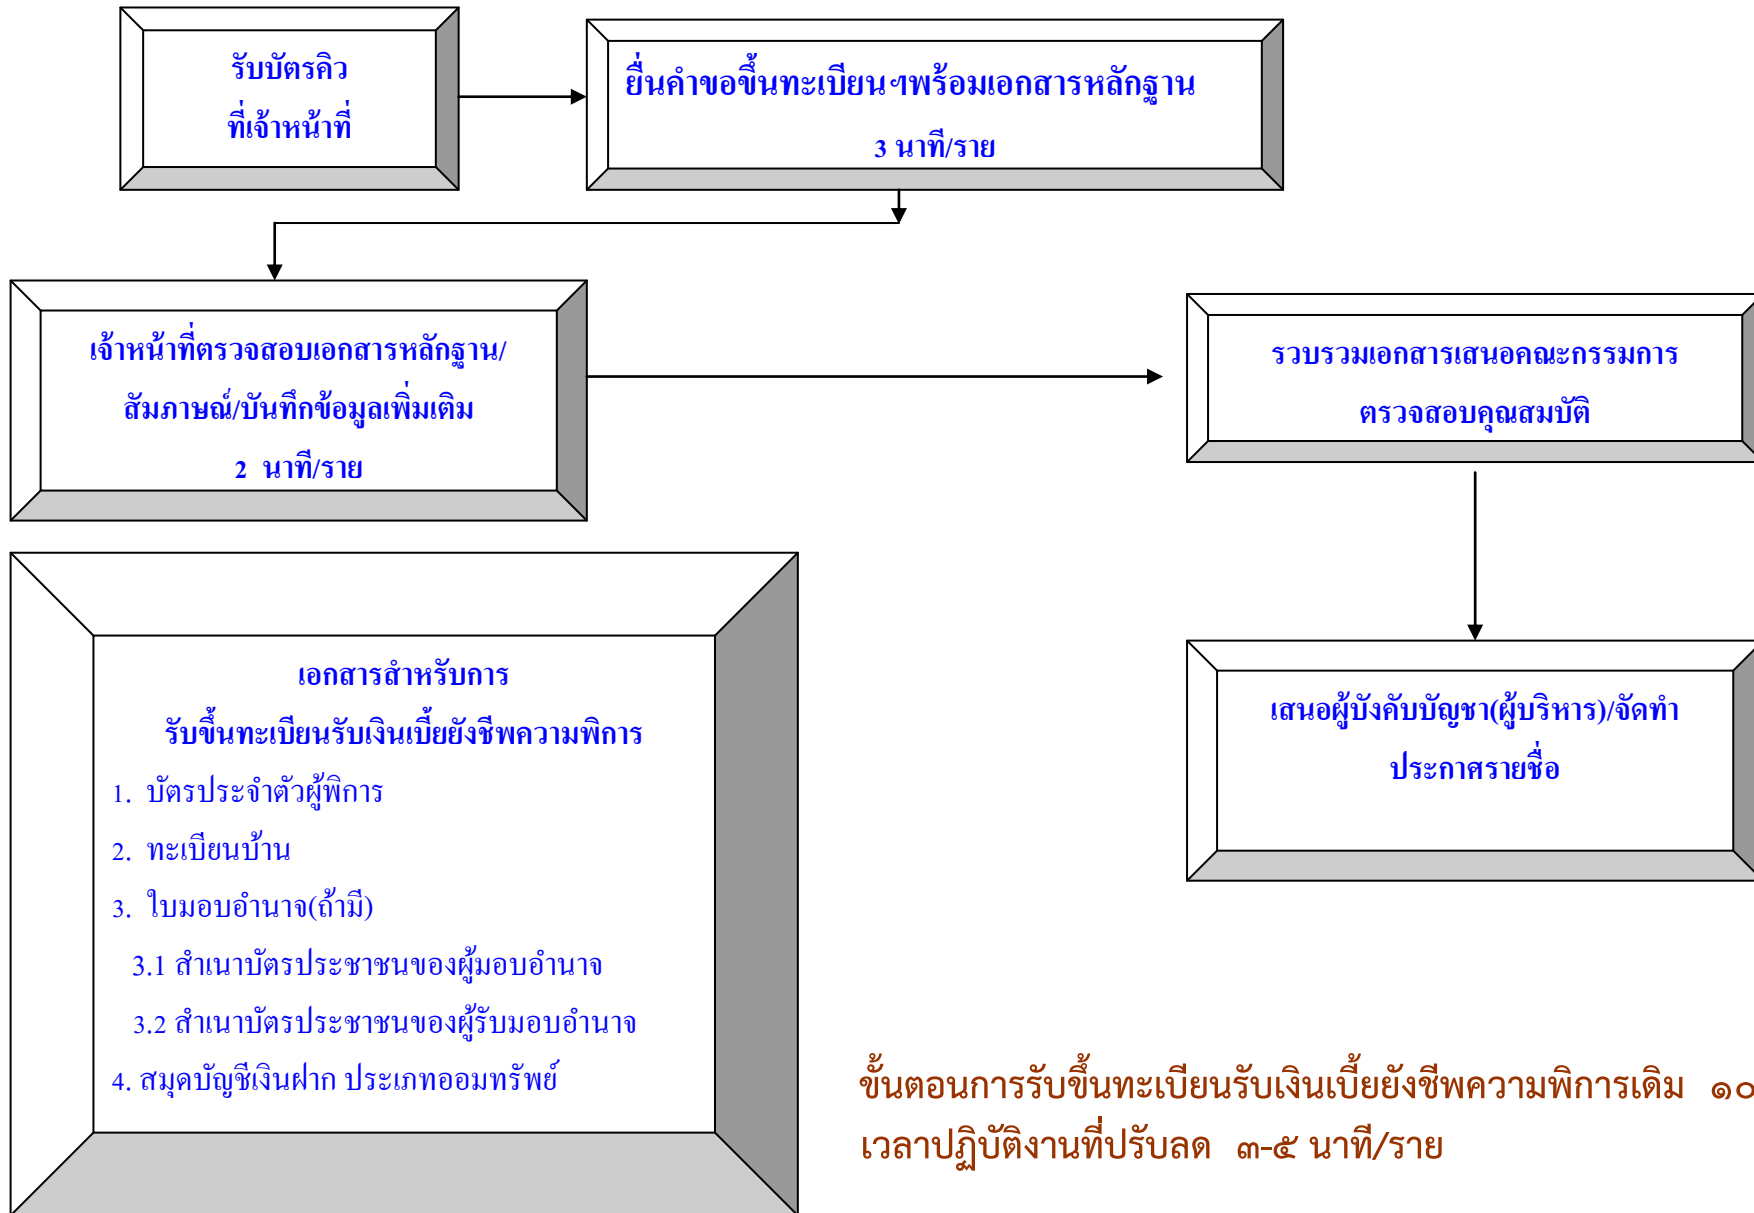 รับบัตรคิว
ที่เจ้าหน้าที่
ยื่นคำขอขึ้นทะเบียนฯพร้อมเอกสารหลักฐาน
3 นาที/ราย
เจ้าหน้าที่ตรวจสอบเอกสารหลักฐาน/
สัมภาษณ์/บันทึกข้อมูลเพิ่มเติม
2 นาที/ราย
รวบรวมเอกสารเสนอคณะกรรมการ
ตรวจสอบคุณสมบัติ
เสนอผู้บังคับบัญชา(ผู้บริหาร)/จัดทำ
ประกาศรายชื่อ
เอกสารสำหรับการ
รับขึ้นทะเบียนรับเงินเบี้ยยังชีพความพิการ
1. บัตรประจำตัวผู้พิการ
2. ทะเบียนบ้าน
3. ใบมอบอำนาจ(ถ้ามี)
3.1 สำเนาบัตรประชาชนของผู้มอบอำนาจ
3.2 สำเนาบัตรประชาชนของผู้รับมอบอำนาจ
4. สมุดบัญชีเงินฝาก ประเภทออมทรัพย์
ขั้นตอนการรับขึ้นทะเบียนรับเงินเบี้ยยังชีพความพิการเดิม ๑๐
เวลาปฏิบัติงานที่ปรับลด ๓-๕ นาที/ราย